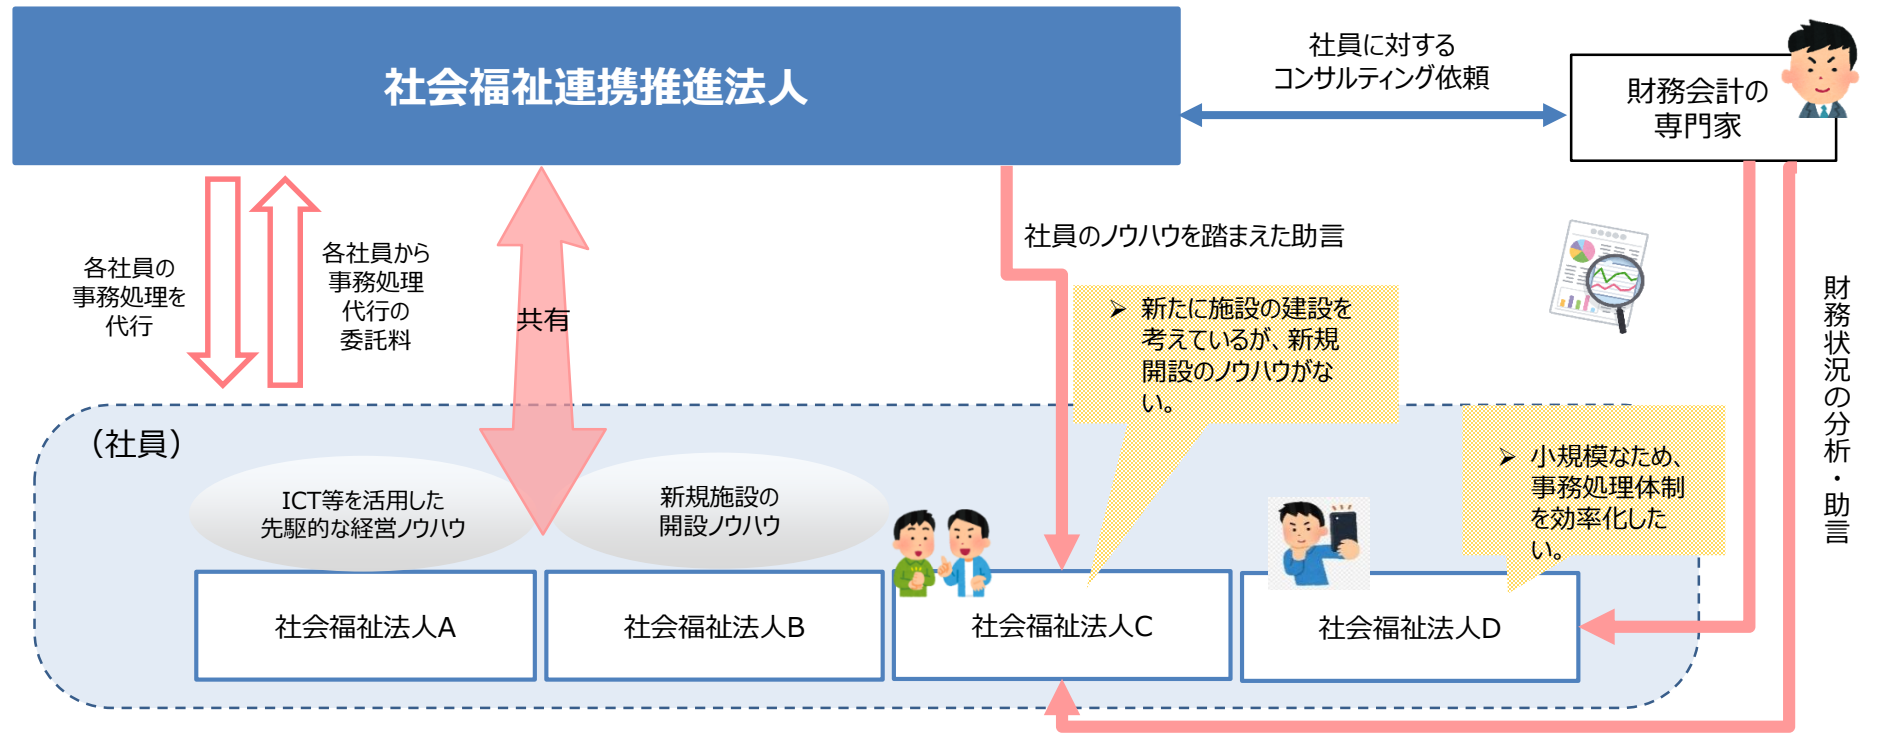 社会福祉連携推進法人
社員に対する
コンサルティング依頼
財務会計の
専門家
各社員の
事務処理を
代行
各社員から
事務処理
代行の
委託料
共有
社員のノウハウを踏まえた助言
➢ 新たに施設の建設を
考えているが、新規
開設のノウハウがな
い。
財務状況の分析・助言
（社員）
ICT等を活用した
先駆的な経営ノウハウ
新規施設の
開設ノウハウ
➢ 小規模なため、
事務処理体制
を効率化した
い。
社会福祉法人A
社会福祉法人B
社会福祉法人C
社会福祉法人D